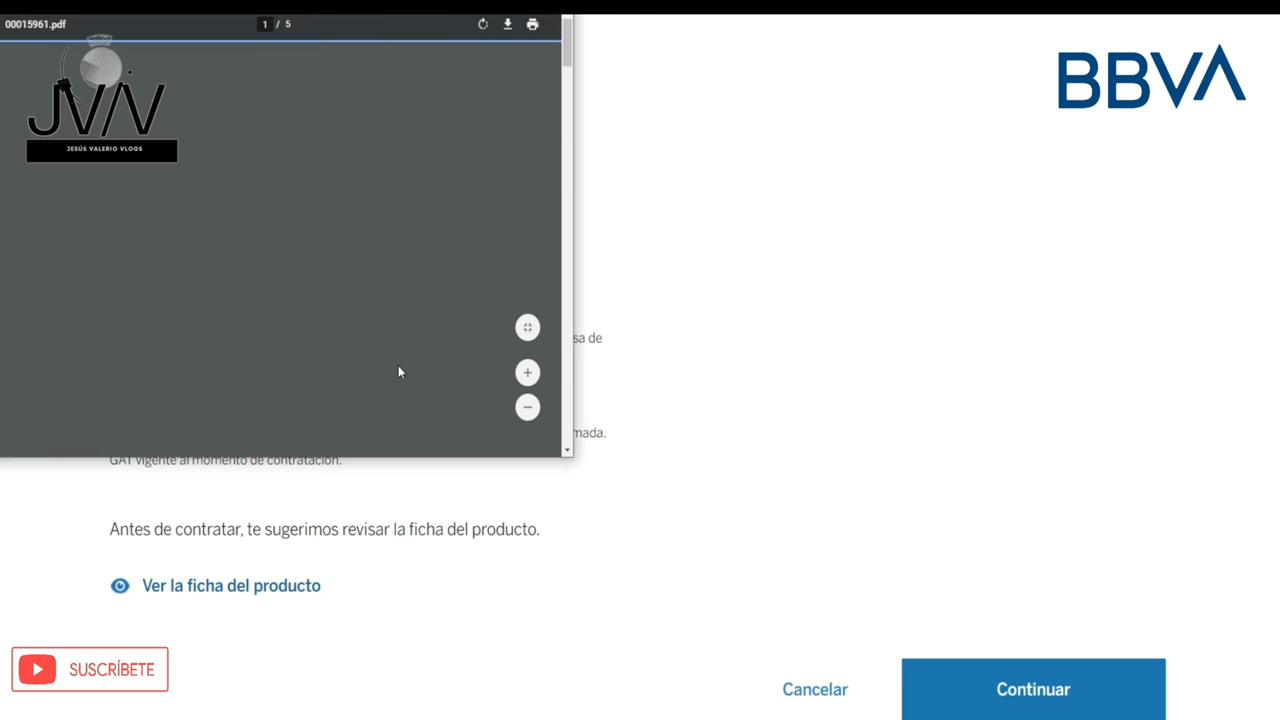 00015961.pdf
1 / 5
JV/V
JESÚS VALERIO VLOGS
BBVA
sa de
mada.
GAT vigente al momento de contratación.
Antes de contratar, te sugerimos revisar la ficha del producto.
Ver la ficha del producto
SUSCRÍBETE
Cancelar
Continuar